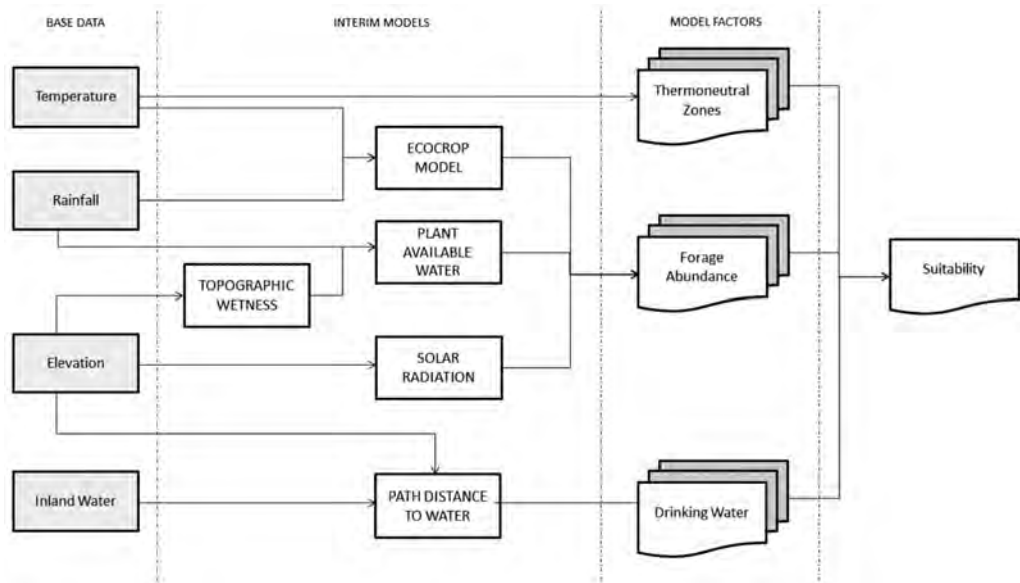 BASE DATA
INTERIM MODELS
MODEL FACTORS
Temperature
Thermoneutral
Zones
ECOCROP
MODEL
Rainfall
PLANT
AVAILABLE
WATER
Forage
Abundance
Suitability
TOPOGRAPHIC
WETNESS
Elevation
SOLAR
RADIATION
Inland Water
PATH DISTANCE
TO WATER
Drinking Water